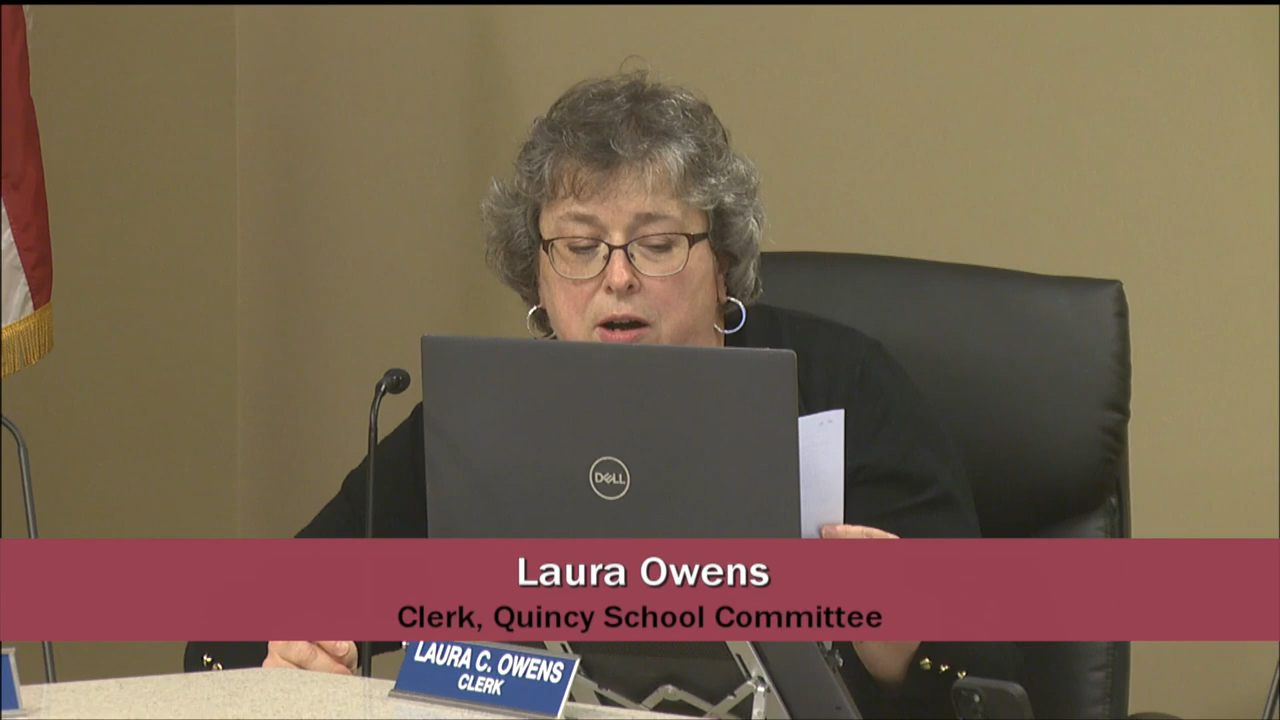 DELL
Laura Owens
Clerk, Quincy School Committee
LAURA C. OWENS
CLERK